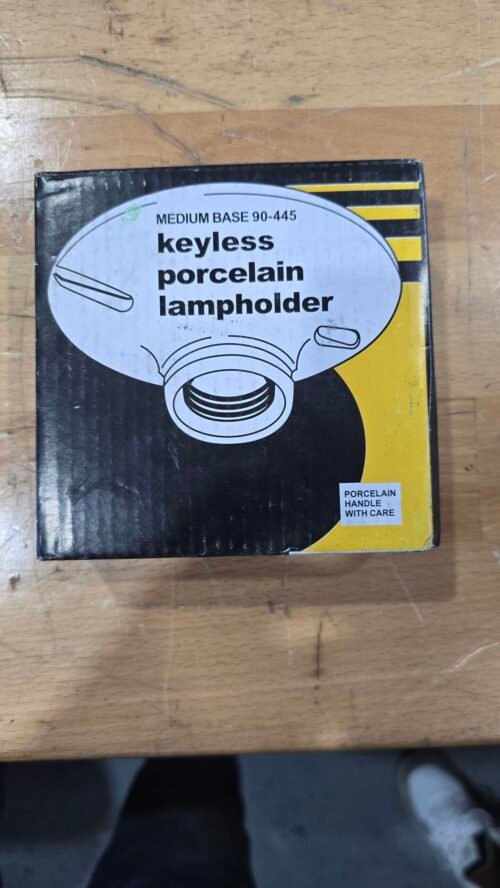 MEDIUM BASE 90-445
keyless
porcelain
lampholder
PORCELAIN
HANDLE
WITH CARE